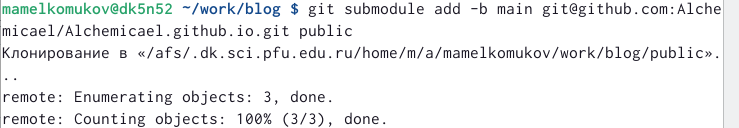 mamelkomukov@dk5n52 ~/work/blog $ git submodule add -b main git@github.com:Alche
micael/Alchemicael.github.io.git public
Клонирование в «/afs/.dk.sci.pfu.edu.ru/home/m/a/mamelkomukov/work/blog/public».
..
remote: Enumerating objects: 3, done.
remote: Counting objects: 100% (3/3), done.